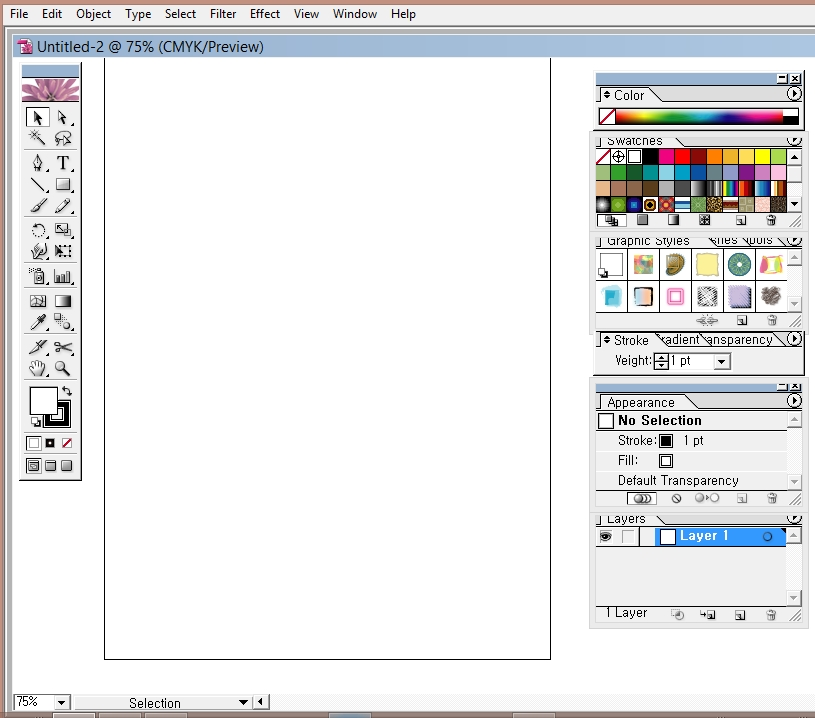 File Edit Object Type Select Filter Effect View Window Help
Untitled-2 @ 75% (CMYK/Preview)
T
Color
Swatches
Graphic Styles
Stroke
Weight: 1 pt
Appearance
No Selection
Stroke: 1 pt
Fill:
Default Transparency
Layers
Layer 1
1 Layer
75% Selection